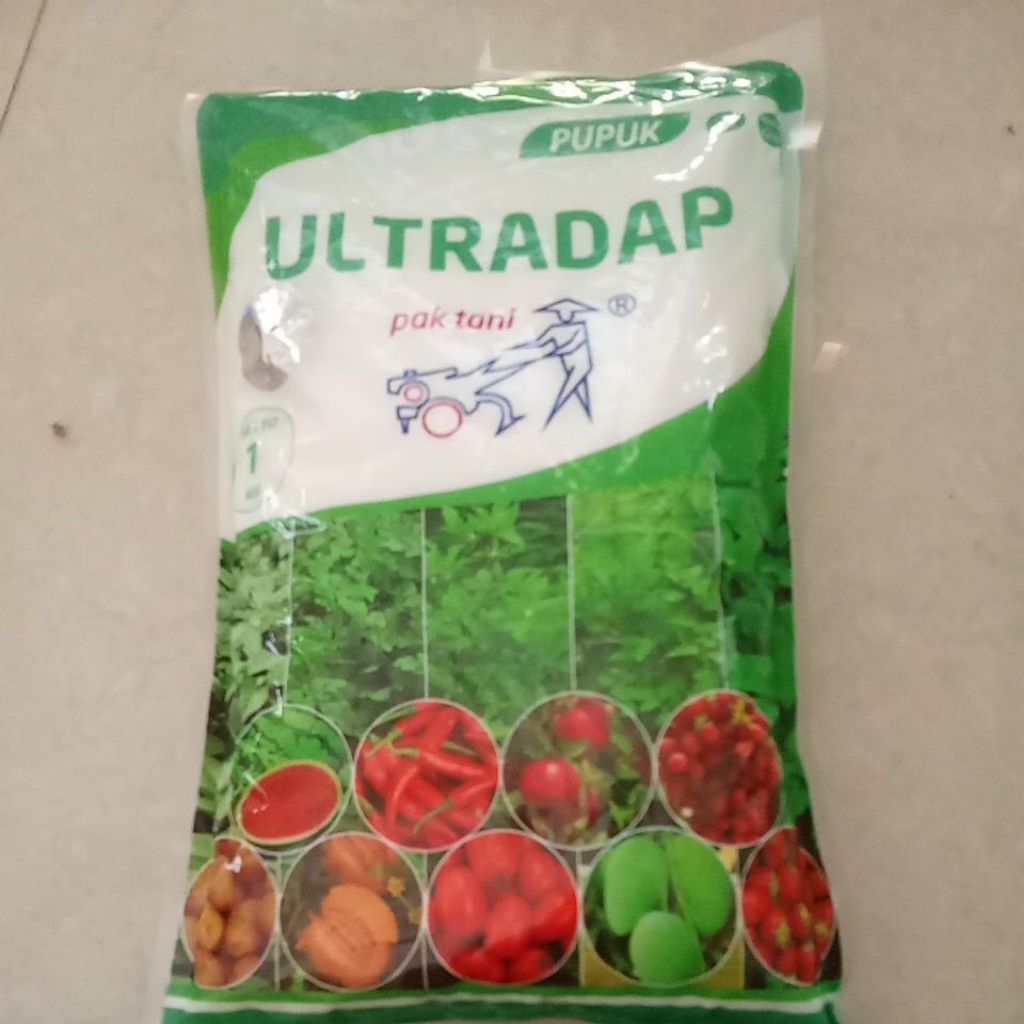 PUPUK
ULTRADAP
pak tani ®
1